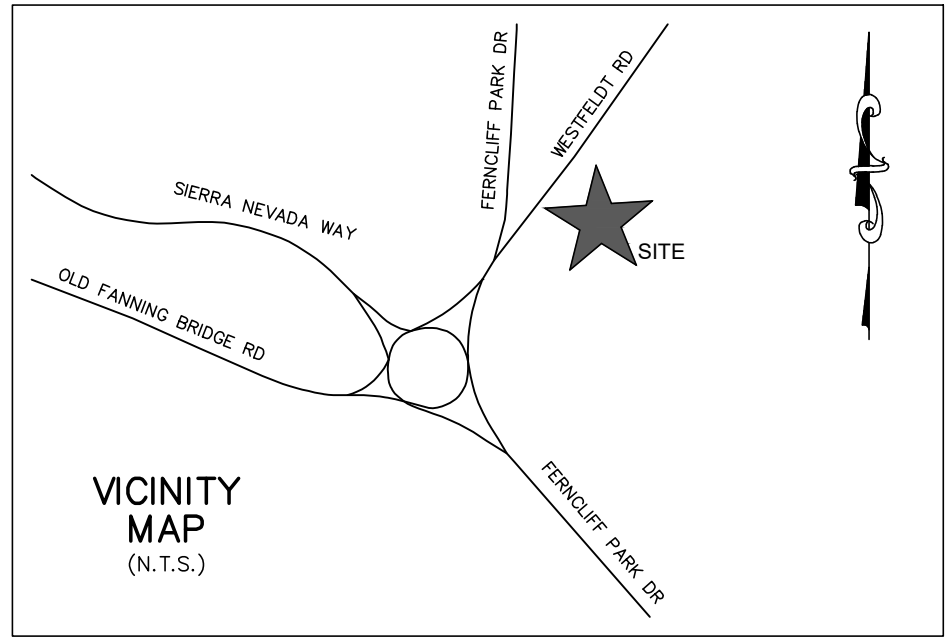 FERNCLIFF PARK DR
WESTFELDT RD
SIERRA NEVADA WAY
SITE
OLD FANNING BRIDGE RD
VICINITY
MAP
(N.T.S.)
FERNCLIFF PARK DR